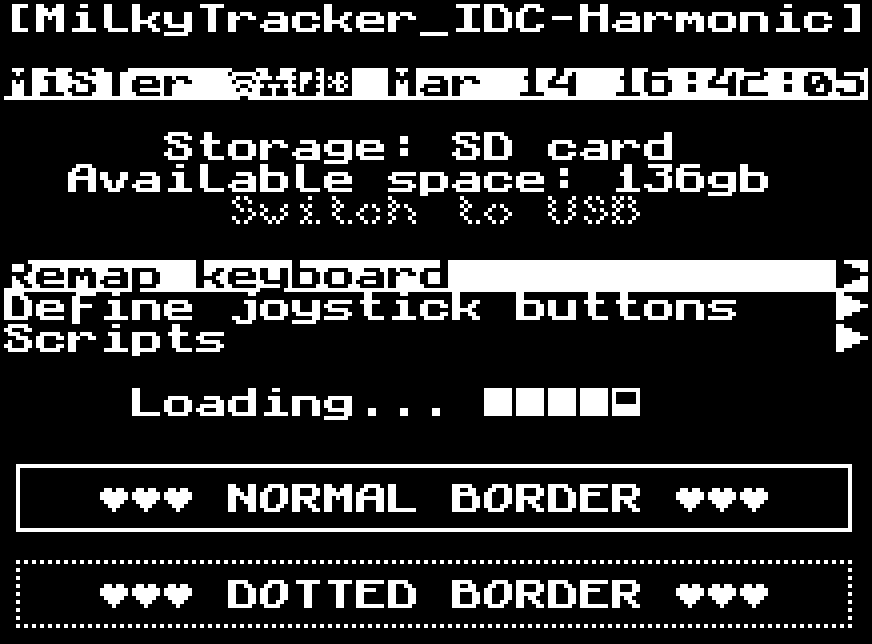 [MilkyTracker_IDC-Harmonic]
MiSTer Mar 14 16:42:05
Storage: SD card
Available space: 136gb
Switch to USB
Remap keyboard ►
Define joystick buttons ►
Scripts ►
Loading...
♥♥♥ NORMAL BORDER ♥♥♥
♥♥♥ DOTTED BORDER ♥♥♥